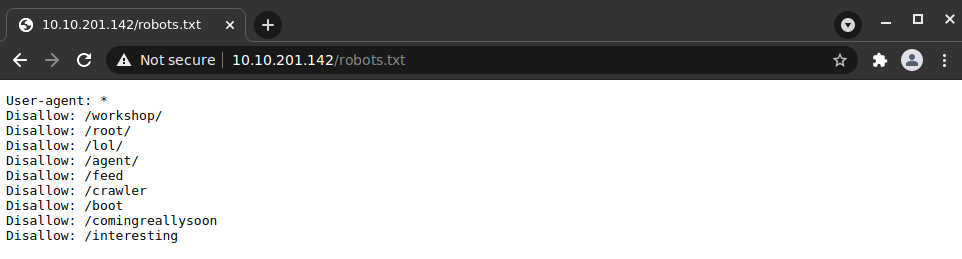 10.10.201.142/robots.txt
Not secure 10.10.201.142/robots.txt
User-agent: *
Disallow: /workshop/
Disallow: /root/
Disallow: /lol/
Disallow: /agent/
Disallow: /feed
Disallow: /crawler
Disallow: /boot
Disallow: /comingreallysoon
Disallow: /interesting